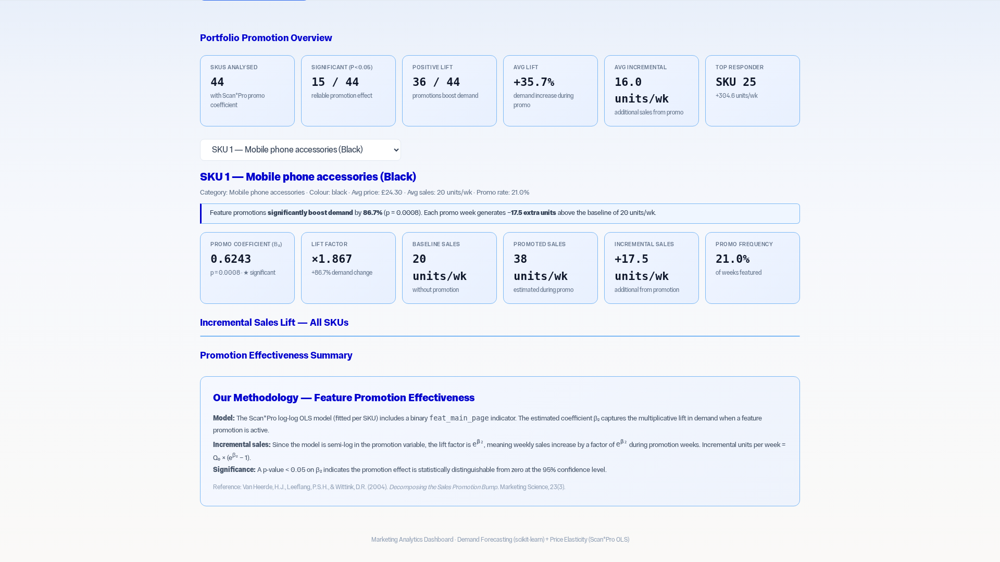 Portfolio Promotion Overview
SKUS ANALYSED
44
with Scan*Pro promo
coefficient
SIGNIFICANT (P<0.05)
15 / 44
reliable promotion effect
POSITIVE LIFT
36 / 44
promotions boost demand
AVG LIFT
+35.7%
demand increase during
promo
AVG INCREMENTAL
16.0
units/wk
additional sales from promo
TOP RESPONDER
SKU 25
+304.6 units/wk
SKU 1 — Mobile phone accessories (Black)
SKU 1 — Mobile phone accessories (Black)
Category: Mobile phone accessories · Colour: black · Avg price: £24.30 · Avg sales: 20 units/wk · Promo rate: 21.0%
Feature promotions significantly boost demand by 86.7% (p = 0.0008). Each promo week generates ~17.5 extra units above the baseline of 20 units/wk.
PROMO COEFFICIENT (Β₂)
0.6243
p = 0.0008 · ★ significant
LIFT FACTOR
×1.867
+86.7% demand change
BASELINE SALES
20
units/wk
without promotion
PROMOTED SALES
38
units/wk
estimated during promo
INCREMENTAL SALES
+17.5
units/wk
additional from promotion
PROMO FREQUENCY
21.0%
of weeks featured
Incremental Sales Lift — All SKUs
Promotion Effectiveness Summary
Our Methodology — Feature Promotion Effectiveness
Model: The Scan*Pro log-log OLS model (fitted per SKU) includes a binary feat_main_page indicator. The estimated coefficient β₂ captures the multiplicative lift in demand when a feature
promotion is active.
Incremental sales: Since the model is semi-log in the promotion variable, the lift factor is e^β₂, meaning weekly sales increase by a factor of e^β₂ during promotion weeks. Incremental units per week =
Q₀ × (e^β₂ − 1).
Significance: A p-value < 0.05 on β₂ indicates the promotion effect is statistically distinguishable from zero at the 95% confidence level.
Reference: Van Heerde, H.J., Leeflang, P.S.H., & Wittink, D.R. (2004). Decomposing the Sales Promotion Bump. Marketing Science, 23(3).
Marketing Analytics Dashboard · Demand Forecasting (scikit-learn) + Price Elasticity (Scan*Pro OLS)